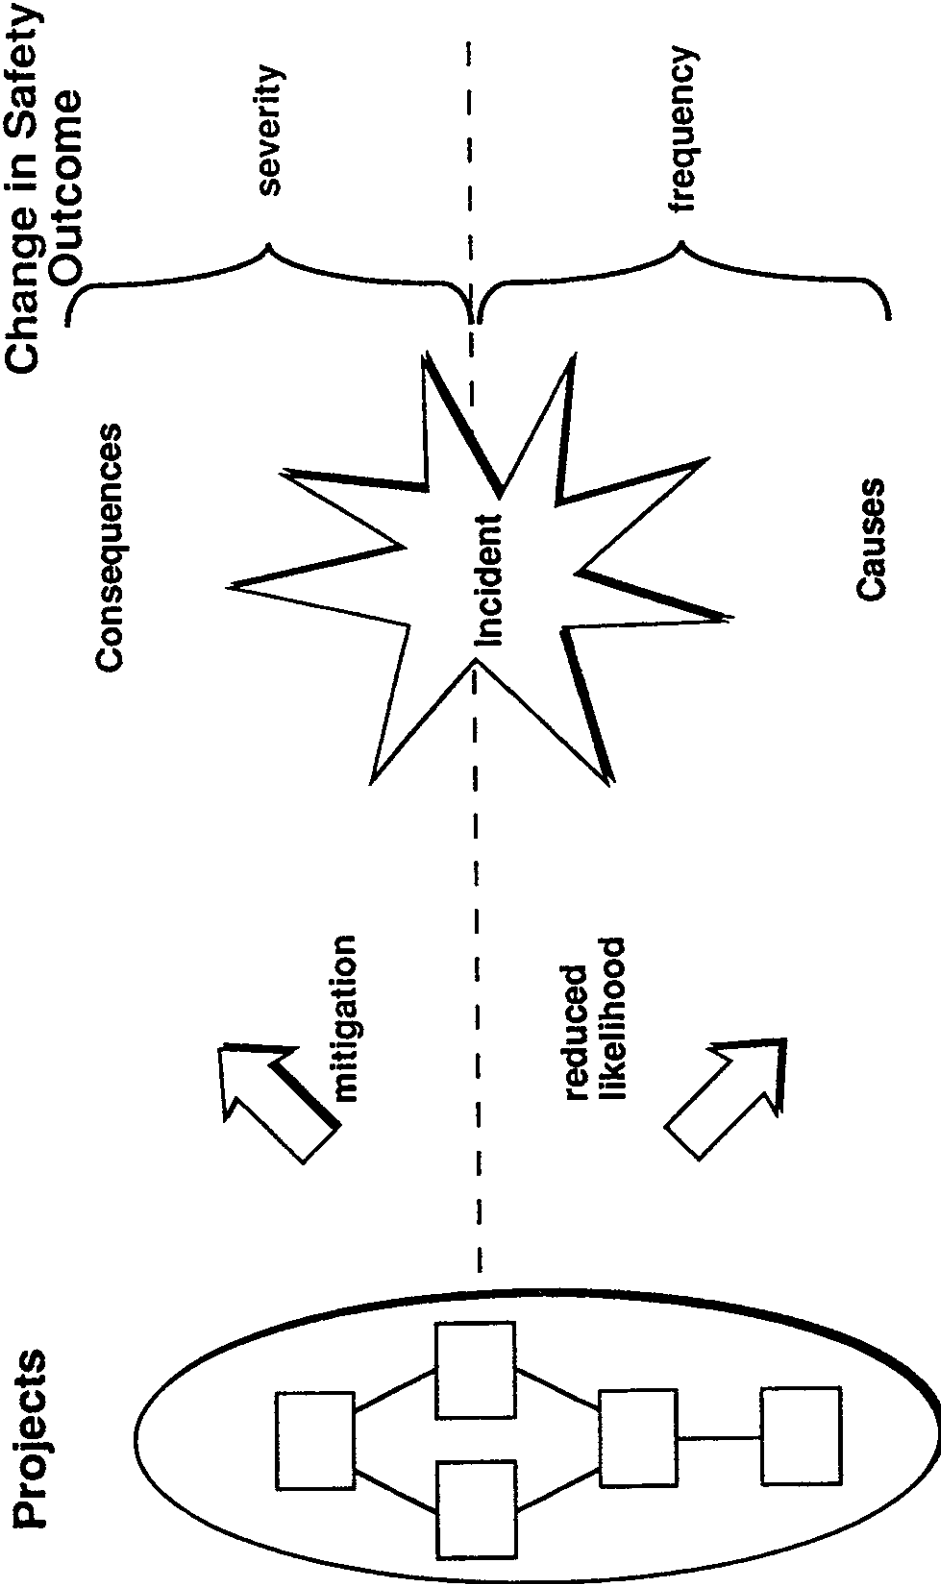 Projects
Change in Safety
Outcome
Consequences
severity
mitigation
Incident
reduced
likelihood
frequency
Causes